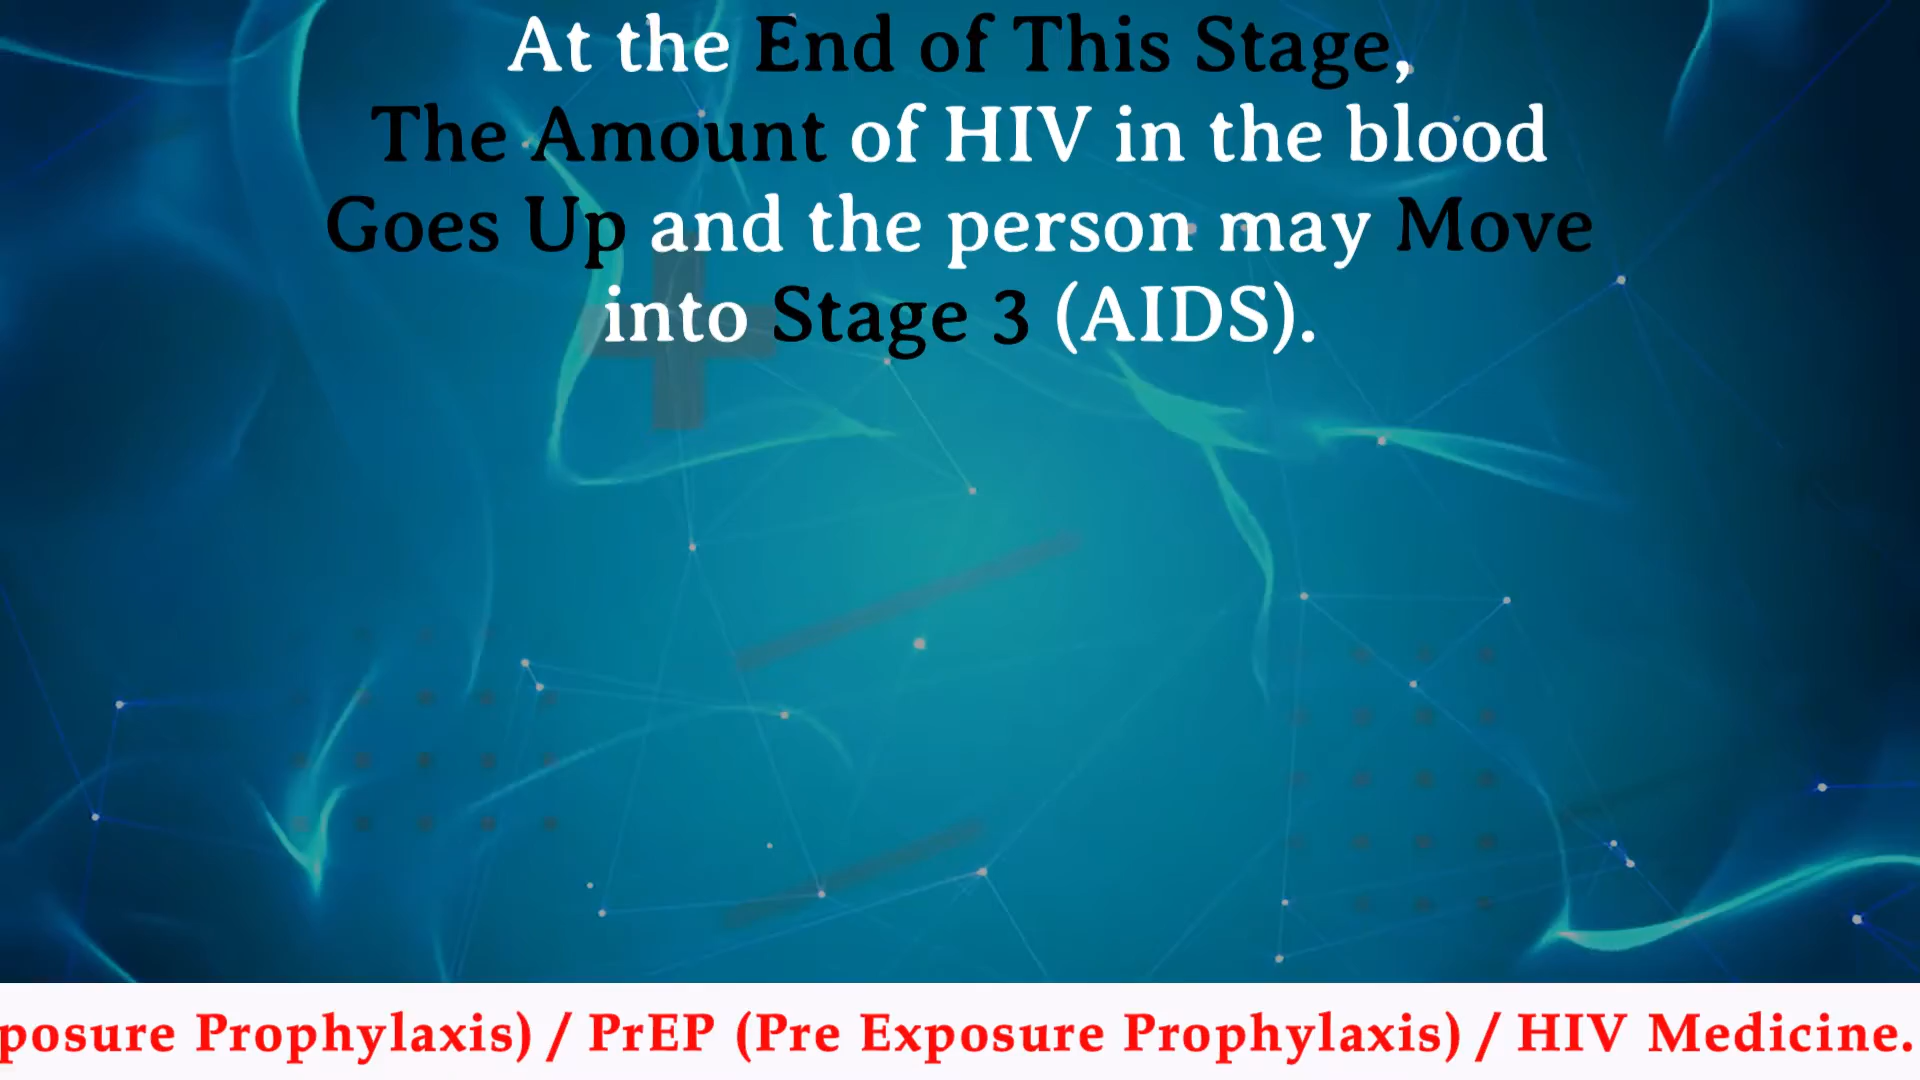 At the End of This Stage,
The Amount of HIV in the blood
Goes Up and the person may Move
into Stage 3 (AIDS).
posure Prophylaxis) / PrEP (Pre Exposure Prophylaxis) / HIV Medicine.